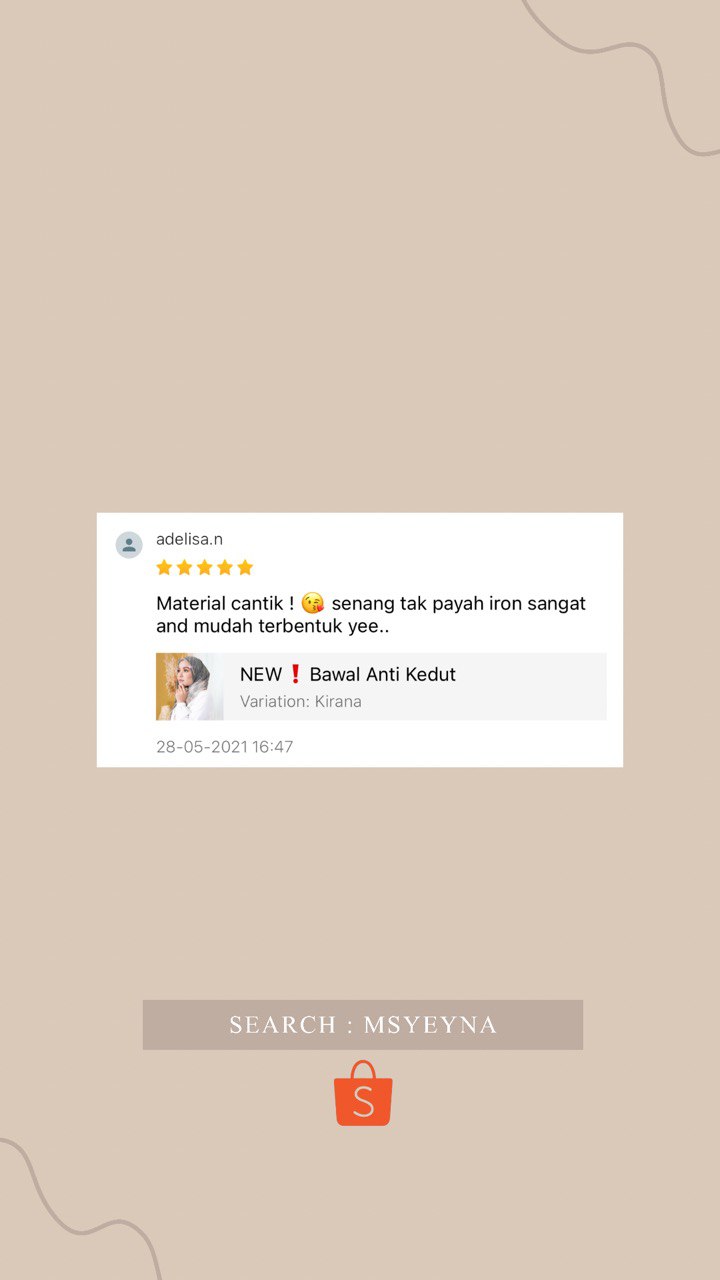 adelisa.n
Material cantik ! 😘 senang tak payah iron sangat
and mudah terbentuk yee..
NEW❗Bawal Anti Kedut
Variation: Kirana
28-05-2021 16:47
SEARCH : MSYEYNA
S